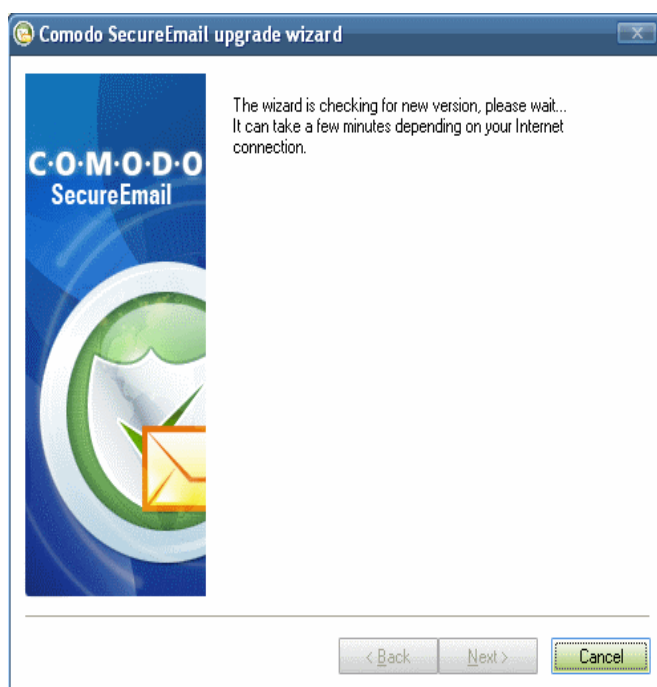 Comodo SecureEmail upgrade wizard
C·O·M·O·D·O
SecureEmail
The wizard is checking for new version, please wait...
It can take a few minutes depending on your Internet
connection.
< Back
Next >
Cancel